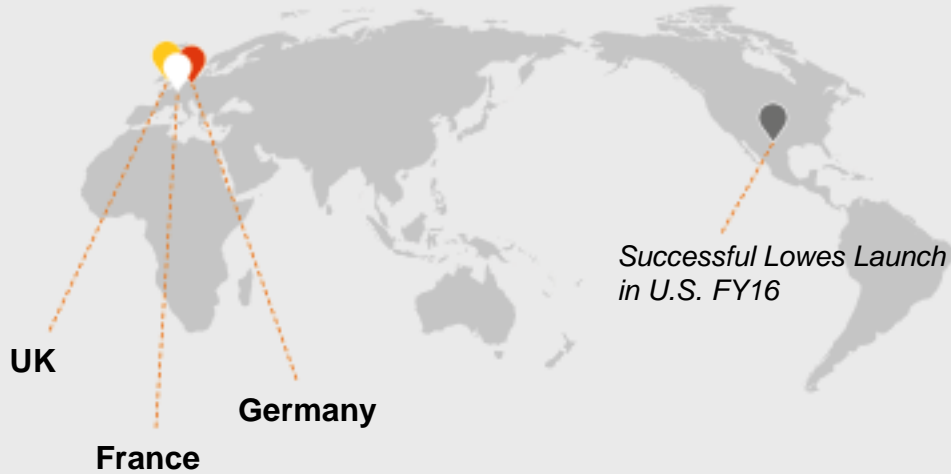 Successful Lowes Launch
in U.S. FY16
UK
Germany
France